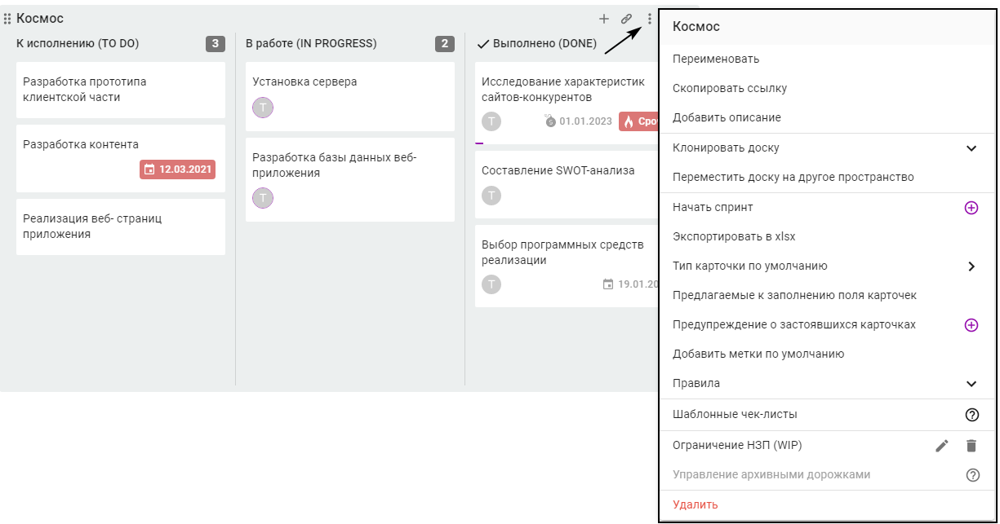 Космос
К исполнению (TO DO) 3
Разработка прототипа
клиентской части
Разработка контента
12.03.2021
Реализация веб- страниц
приложения
В работе (IN PROGRESS) 2
Установка сервера
T
Разработка базы данных веб-
приложения
T
Выполнено (DONE)
Исследование характеристик
сайтов-конкурентов
T 01.01.2023
Составление SWOT-анализа
T
Выбор программных средств
реализации
T 19.01.20
Космос
Переименовать
Скопировать ссылку
Добавить описание
Клонировать доску
Переместить доску на другое пространство
Начать спринт
Экспортировать в xlsx
Тип карточки по умолчанию
Предлагаемые к заполнению поля карточек
Предупреждение о застоявшихся карточках
Добавить метки по умолчанию
Правила
Шаблонные чек-листы
Ограничение НЗП (WIP)
Управление архивными дорожками
Удалить